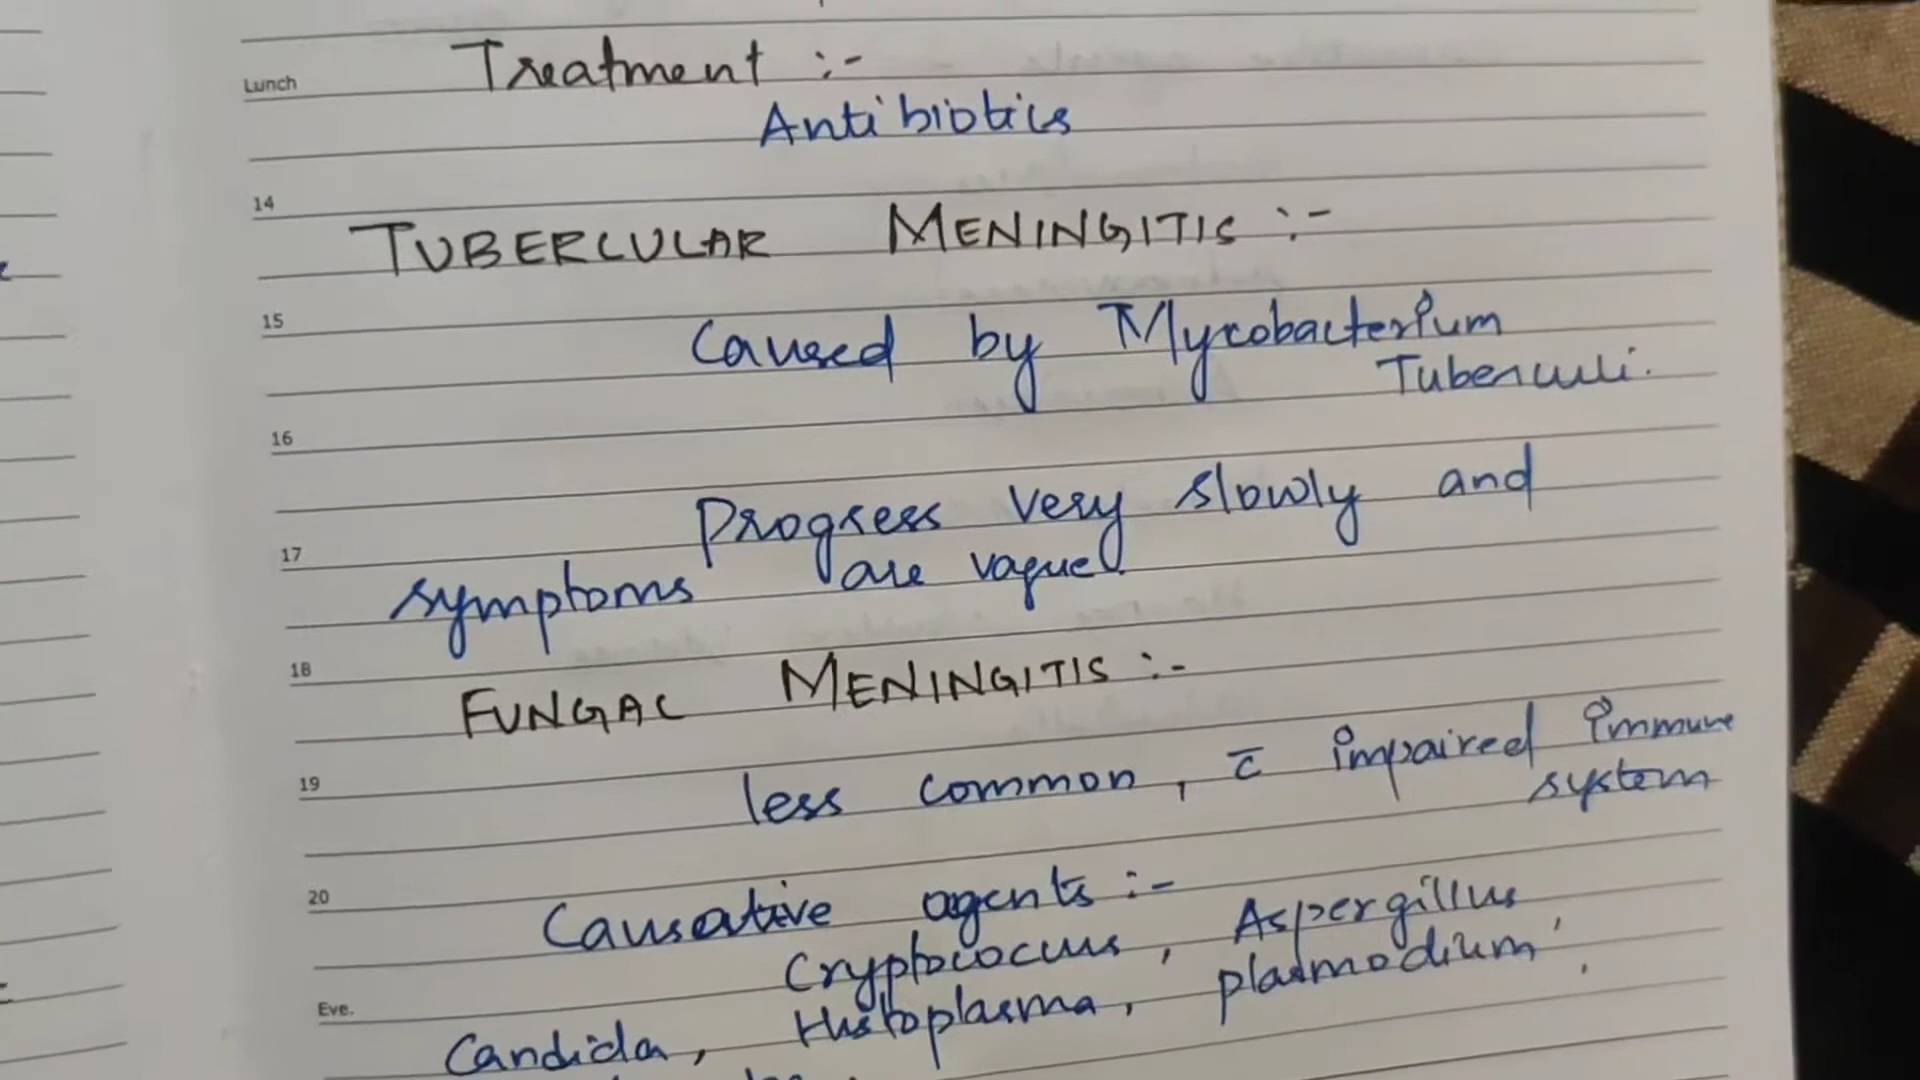 Lunch
Treatment :-
Antibiotics
14
TUBERCULAR MENINGITIS :-
15
Caused by Mycobacterium
Tuberculi.
16
Progress very slowly and
17
symptoms are vague.
18
FUNGAL MENINGITIS :-
19
less common, c̄ impaired immune
system
20
Causative agents :-
Cryptococcus, Aspergillus,
Eve.
Candida, Histoplasma, plasmodium,